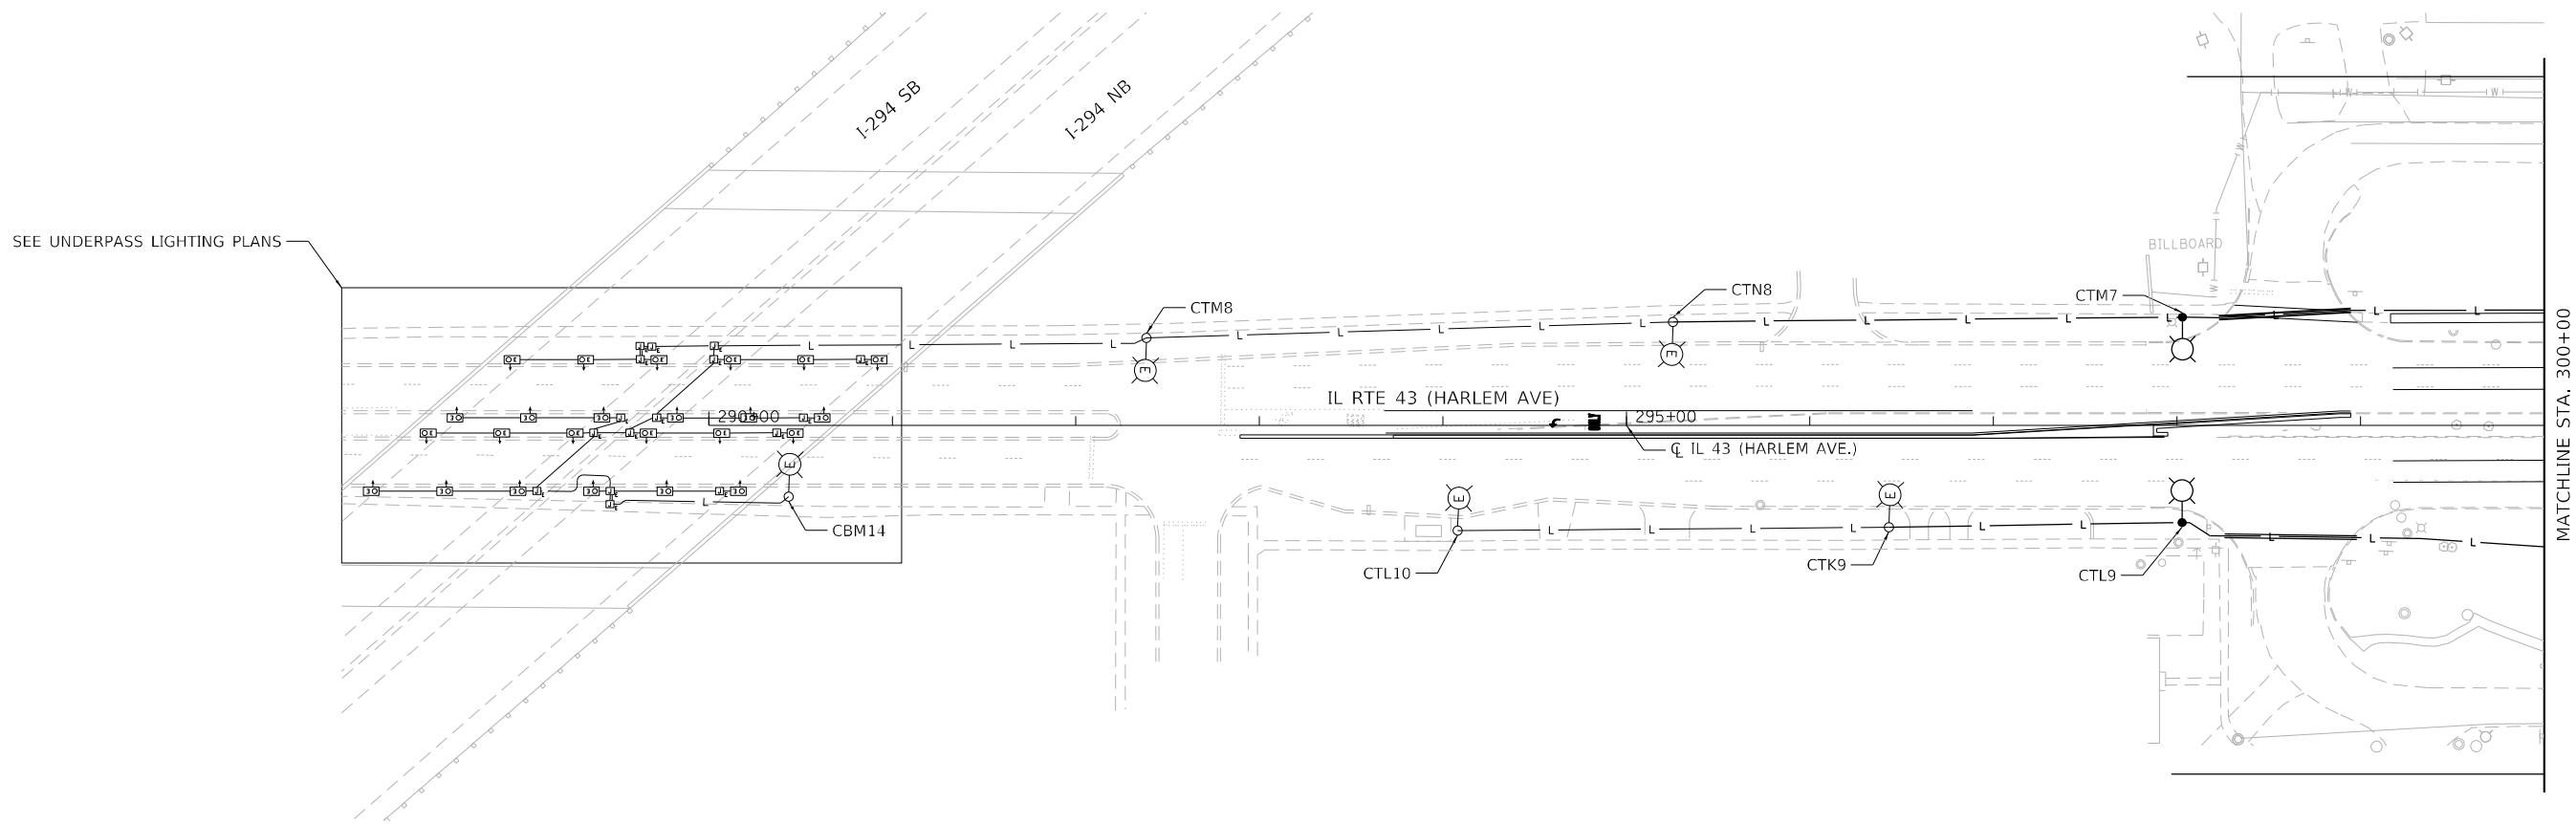 I-294 SB
I-294 NB
SEE UNDERPASS LIGHTING PLANS
BILLBOARD
CTM8
CTN8
CTM7
IL RTE 43 (HARLEM AVE)
290+00
295+00
℄ IL 43 (HARLEM AVE.)
CBM14
CTL10
CTK9
CTL9
MATCHLINE STA. 300+00